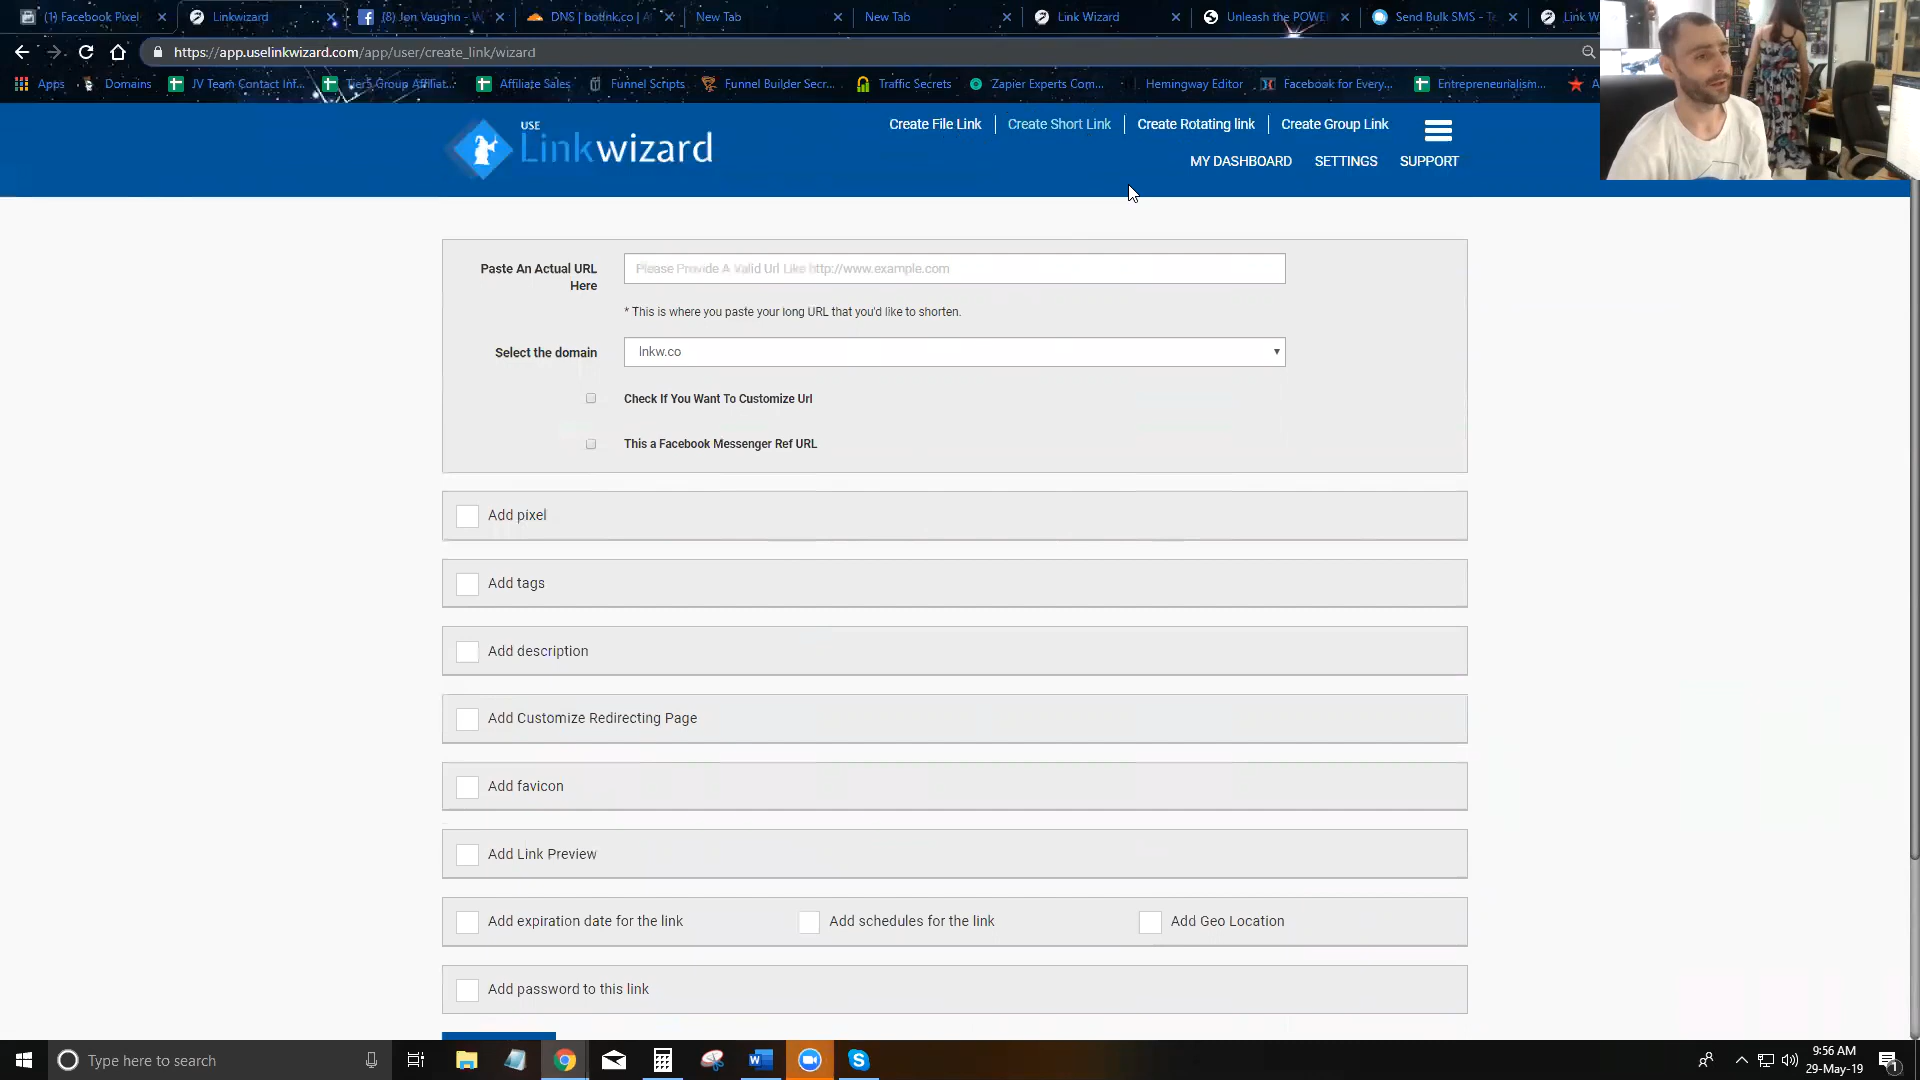 (1) Facebook Pixel
Linkwizard
(8) Jon Vaughn - W
DNS | botlnk.co | A
New Tab
New Tab
Link Wizard
Unleash the POWE
Send Bulk SMS - Te
Link W
https://app.uselinkwizard.com/app/user/create_link/wizard
Apps
Domains
JV Team Contact Inf...
Tier5 Group Affiliat...
Affiliate Sales
Funnel Scripts
Funnel Builder Secr...
Traffic Secrets
Zapier Experts Com...
Hemingway Editor
Facebook for Every...
Entrepreneurialism...
USE
Linkwizard
Create File Link
Create Short Link
Create Rotating link
Create Group Link
MY DASHBOARD
SETTINGS
SUPPORT
Paste An Actual URL
Here
Please Provide A Valid Url Like http://www.example.com
* This is where you paste your long URL that you'd like to shorten.
Select the domain
lnkw.co
Check If You Want To Customize Url
This a Facebook Messenger Ref URL
Add pixel
Add tags
Add description
Add Customize Redirecting Page
Add favicon
Add Link Preview
Add expiration date for the link
Add schedules for the link
Add Geo Location
Add password to this link
Type here to search
9:56 AM
29-May-19
1